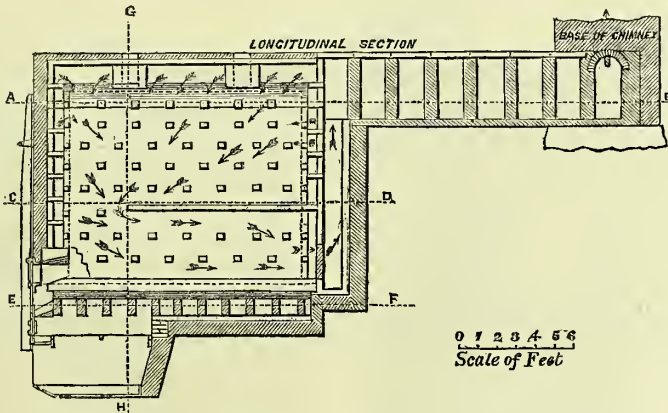 G
LONGITUDINAL SECTION
BASE OF CHIMNEY
A
B
C
D
E
F
H
0 1 2 3 4 5 6
Scale of Feet